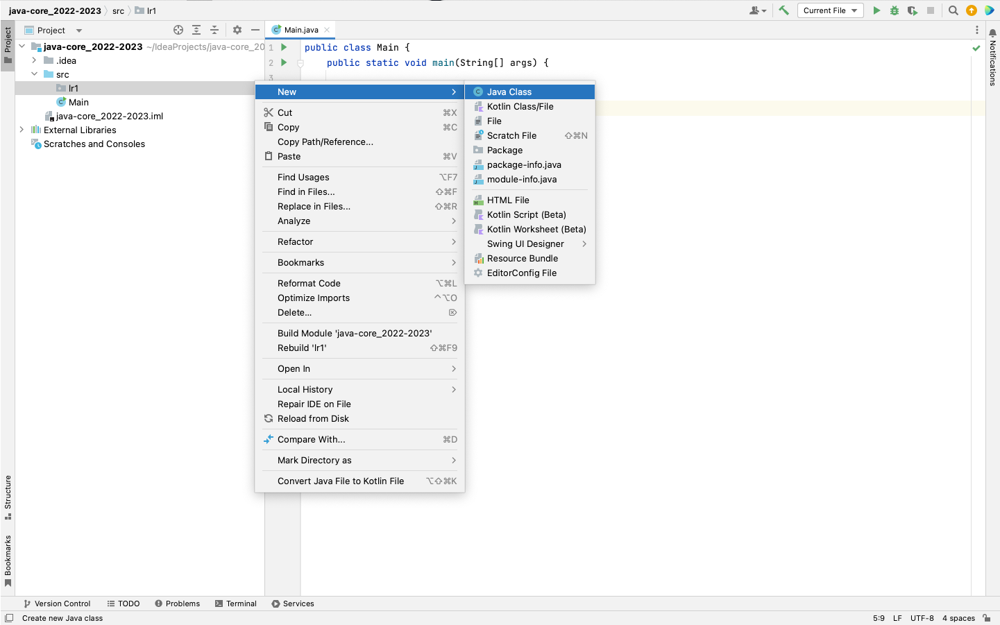 java-core_2022-2023 src lr1
Current File
Project
Main.java
Project
java-core_2022-2023 ~/IdeaProjects/java-core_20
.idea
src
lr1
Main
java-core_2022-2023.iml
External Libraries
Scratches and Consoles
1 public class Main {
2 public static void main(String[] args) {
3
New
Cut ⌘X
Copy ⌘C
Copy Path/Reference...
Paste ⌘V
Find Usages ⌥F7
Find in Files... ⇧⌘F
Replace in Files... ⇧⌘R
Analyze
Refactor
Bookmarks
Reformat Code ⌥⌘L
Optimize Imports ^⌥O
Delete... ⌦
Build Module 'java-core_2022-2023'
Rebuild 'lr1' ⇧⌘F9
Open In
Local History
Repair IDE on File
Reload from Disk
Compare With... ⌘D
Mark Directory as
Convert Java File to Kotlin File ⌥⇧⌘K
Java Class
Kotlin Class/File
File
Scratch File ⇧⌘N
Package
package-info.java
module-info.java
HTML File
Kotlin Script (Beta)
Kotlin Worksheet (Beta)
Swing UI Designer
Resource Bundle
EditorConfig File
Notifications
Structure
Bookmarks
Version Control TODO Problems Terminal Services
Create new Java class 5:9 LF UTF-8 4 spaces